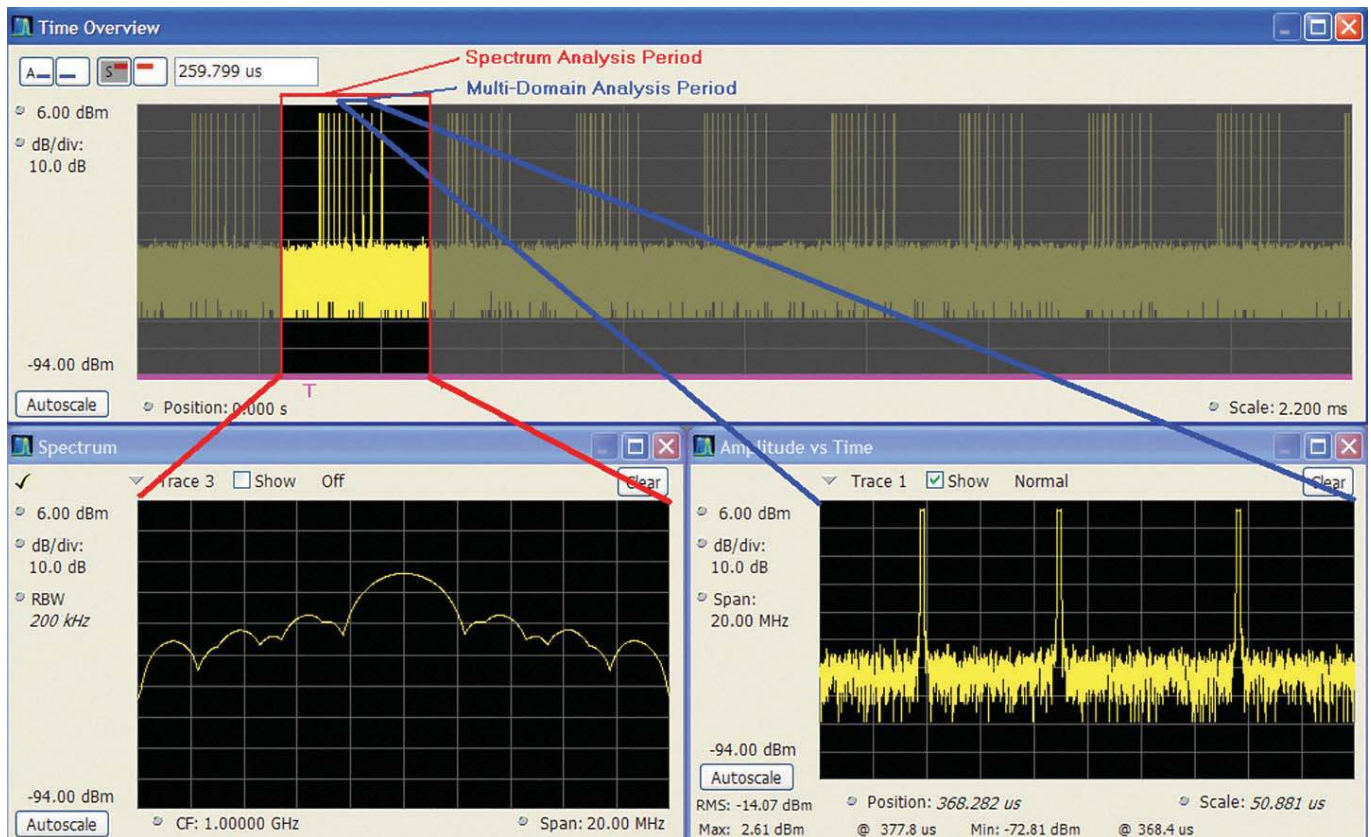 Time Overview
Spectrum Analysis Period
A
S
259.799 us
Multi-Domain Analysis Period
6.00 dBm
dB/div:
10.0 dB
-94.00 dBm
T
Autoscale
Position: 0.000 s
Scale: 2.200 ms
Spectrum
Trace 3
Show
Off
Clear
6.00 dBm
dB/div:
10.0 dB
RBW
200 kHz
-94.00 dBm
Autoscale
CF: 1.00000 GHz
Span: 20.00 MHz
Amplitude vs Time
Trace 1
Show
Normal
Clear
6.00 dBm
dB/div:
10.0 dB
Span:
20.00 MHz
-94.00 dBm
Autoscale
RMS: -14.07 dBm
Position: 368.282 us
Scale: 50.881 us
Max: 2.61 dBm
@ 377.8 us
Min: -72.81 dBm
@ 368.4 us